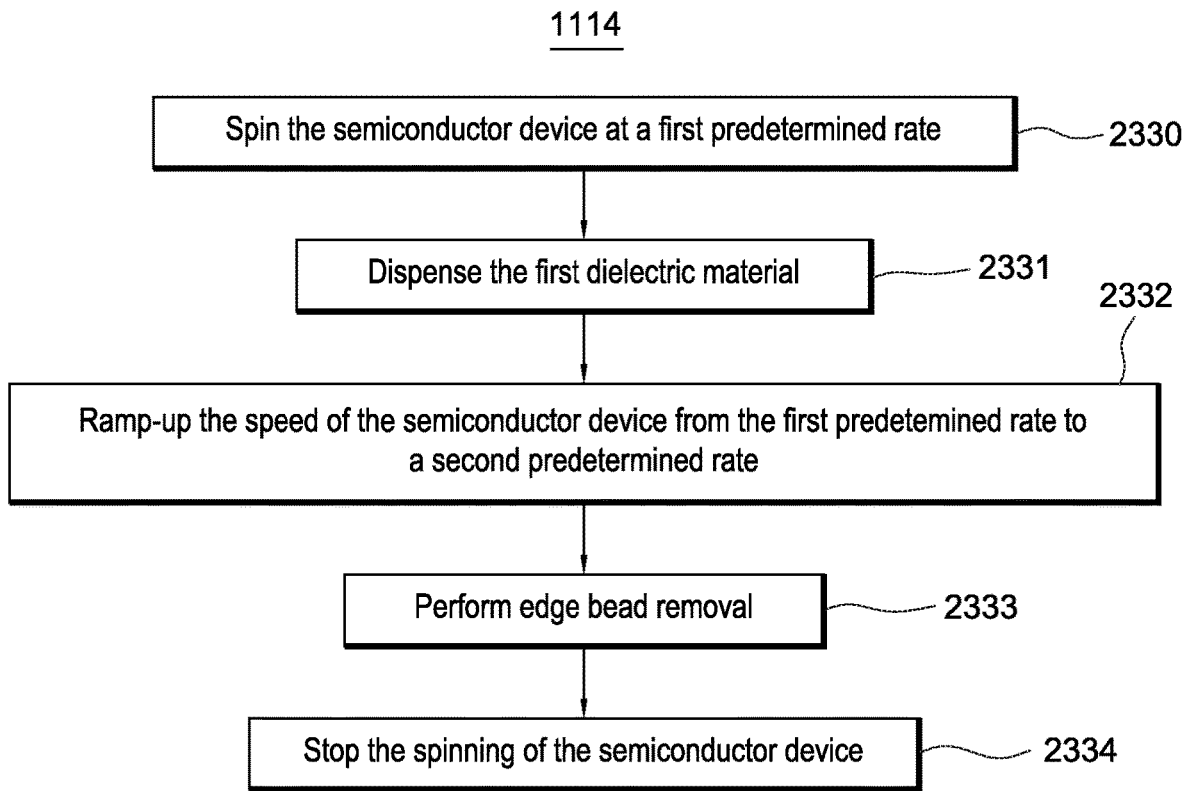 1114
Spin the semiconductor device at a first predetermined rate
2330
Dispense the first dielectric material
2331
2332
Ramp-up the speed of the semiconductor device from the first predetemined rate to
a second predetermined rate
Perform edge bead removal
2333
Stop the spinning of the semiconductor device
2334